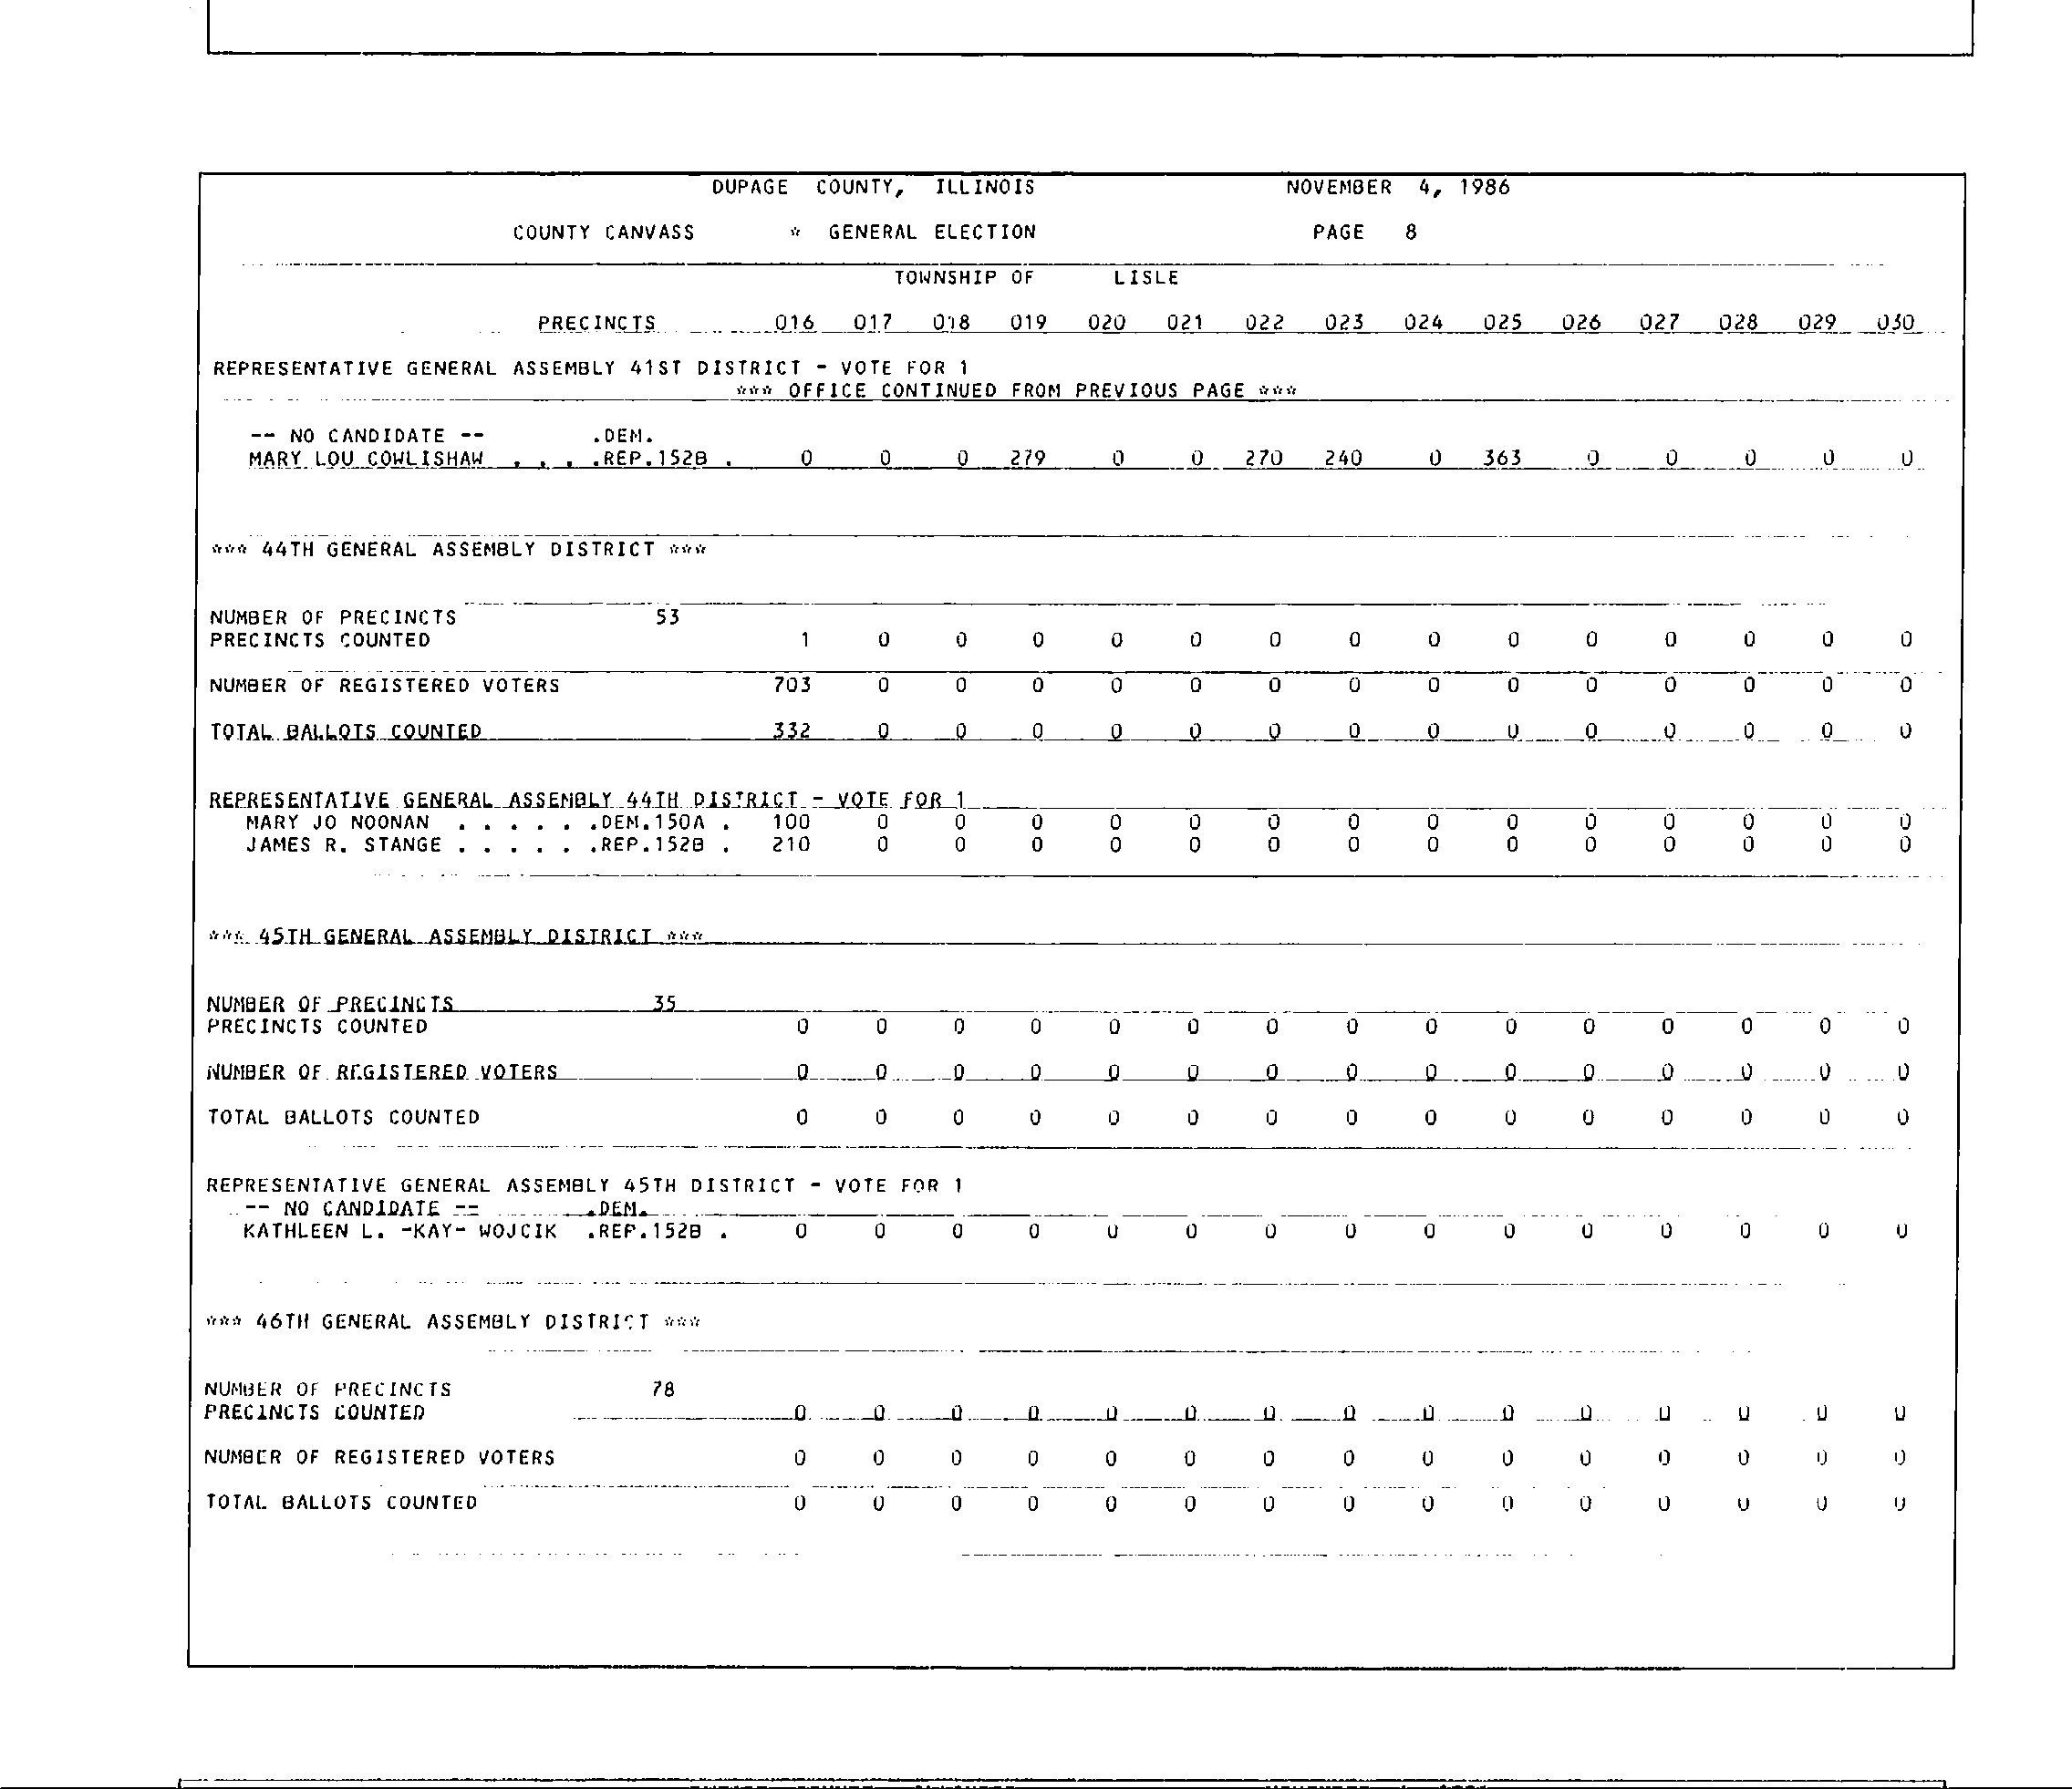 DUPAGE COUNTY, ILLINOIS NOVEMBER 4, 1986
COUNTY CANVASS * GENERAL ELECTION PAGE 8
TOWNSHIP OF LISLE
PRECINCTS 016 017 018 019 020 021 022 023 024 025 026 027 028 029 030
REPRESENTATIVE GENERAL ASSEMBLY 41ST DISTRICT - VOTE FOR 1
*** OFFICE CONTINUED FROM PREVIOUS PAGE ***
-- NO CANDIDATE -- .DEM.
MARY LOU COWLISHAW . . . .REP.152B . 0 0 0 279 0 0 270 240 0 363 0 0 0 0 0
*** 44TH GENERAL ASSEMBLY DISTRICT ***
NUMBER OF PRECINCTS 53
PRECINCTS COUNTED 1 0 0 0 0 0 0 0 0 0 0 0 0 0 0
NUMBER OF REGISTERED VOTERS 703 0 0 0 0 0 0 0 0 0 0 0 0 0 0
TOTAL BALLOTS COUNTED 332 0 0 0 0 0 0 0 0 0 0 0 0 0 0
REPRESENTATIVE GENERAL ASSEMBLY 44TH DISTRICT - VOTE FOR 1
MARY JO NOONAN . . . . . .DEM.150A . 100 0 0 0 0 0 0 0 0 0 0 0 0 0 0
JAMES R. STANGE . . . . . .REP.152B . 210 0 0 0 0 0 0 0 0 0 0 0 0 0 0
*** 45TH GENERAL ASSEMBLY DISTRICT ***
NUMBER OF PRECINCTS 35
PRECINCTS COUNTED 0 0 0 0 0 0 0 0 0 0 0 0 0 0 0
NUMBER OF REGISTERED VOTERS 0 0 0 0 0 0 0 0 0 0 0 0 0 0 0
TOTAL BALLOTS COUNTED 0 0 0 0 0 0 0 0 0 0 0 0 0 0 0
REPRESENTATIVE GENERAL ASSEMBLY 45TH DISTRICT - VOTE FOR 1
-- NO CANDIDATE -- .DEM.
KATHLEEN L. -KAY- WOJCIK .REP.152B . 0 0 0 0 0 0 0 0 0 0 0 0 0 0 0
*** 46TH GENERAL ASSEMBLY DISTRICT ***
NUMBER OF PRECINCTS 78
PRECINCTS COUNTED 0 0 0 0 0 0 0 0 0 0 0 0 0 0 0
NUMBER OF REGISTERED VOTERS 0 0 0 0 0 0 0 0 0 0 0 0 0 0 0
TOTAL BALLOTS COUNTED 0 0 0 0 0 0 0 0 0 0 0 0 0 0 0